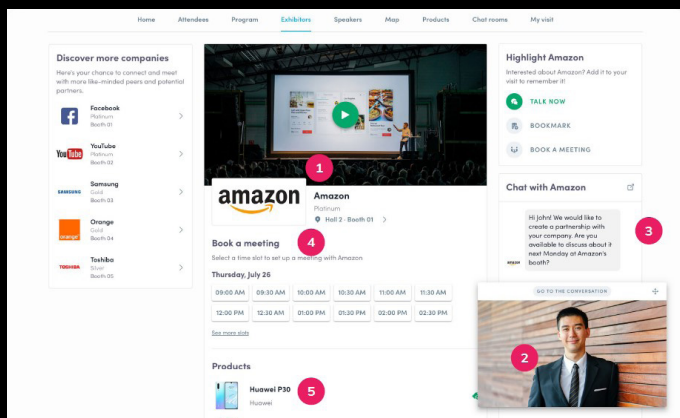 Home Attendees Program Exhibitors Speakers Map Products Chat rooms My visit
Discover more companies
Here's your chance to connect and meet
with more like-minded peers and potential
partners.
Facebook
Platinum
Booth 01
YouTube
YouTube
Platinum
Booth 02
SAMSUNG
Samsung
Gold
Booth 03
orange
Orange
Gold
Booth 04
TOSHIBA
Toshiba
Silver
Booth 05
1
amazon
Amazon
Platinum
Hall 2 · Booth 01
Book a meeting
4
Select a time slot to set up a meeting with Amazon
Thursday, July 26
09:00 AM 09:30 AM 10:00 AM 10:30 AM 11:00 AM 11:30 AM
12:00 PM 12:30 AM 01:00 PM 01:30 PM 02:00 PM 02:30 PM
See more slots
Products
Huawei P30
Huawei
5
Highlight Amazon
Interested about Amazon? Add it to your
visit to remember it!
TALK NOW
BOOKMARK
BOOK A MEETING
Chat with Amazon
Hi John! We would like to
create a partnership with
your company. Are you
available to discuss about it
next Monday at Amazon's
booth?
amazon
3
GO TO THE CONVERSATION
2